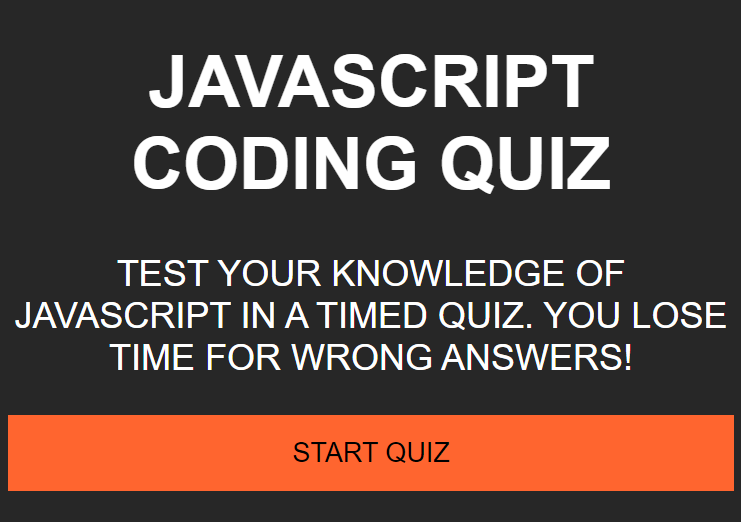 JAVASCRIPT
CODING QUIZ
TEST YOUR KNOWLEDGE OF
JAVASCRIPT IN A TIMED QUIZ. YOU LOSE
TIME FOR WRONG ANSWERS!
START QUIZ